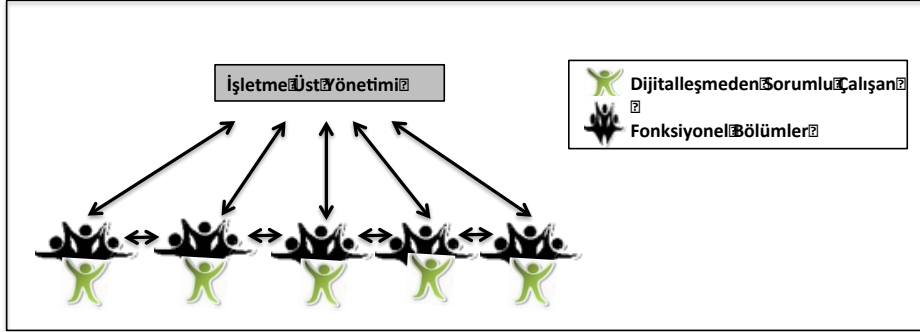 İşletme⍰Üst⍰Yönetimi⍰
Dijitalleşmeden⍰Sorumlu⍰Çalışan⍰
⍰
Fonksiyonel⍰Bölümler⍰